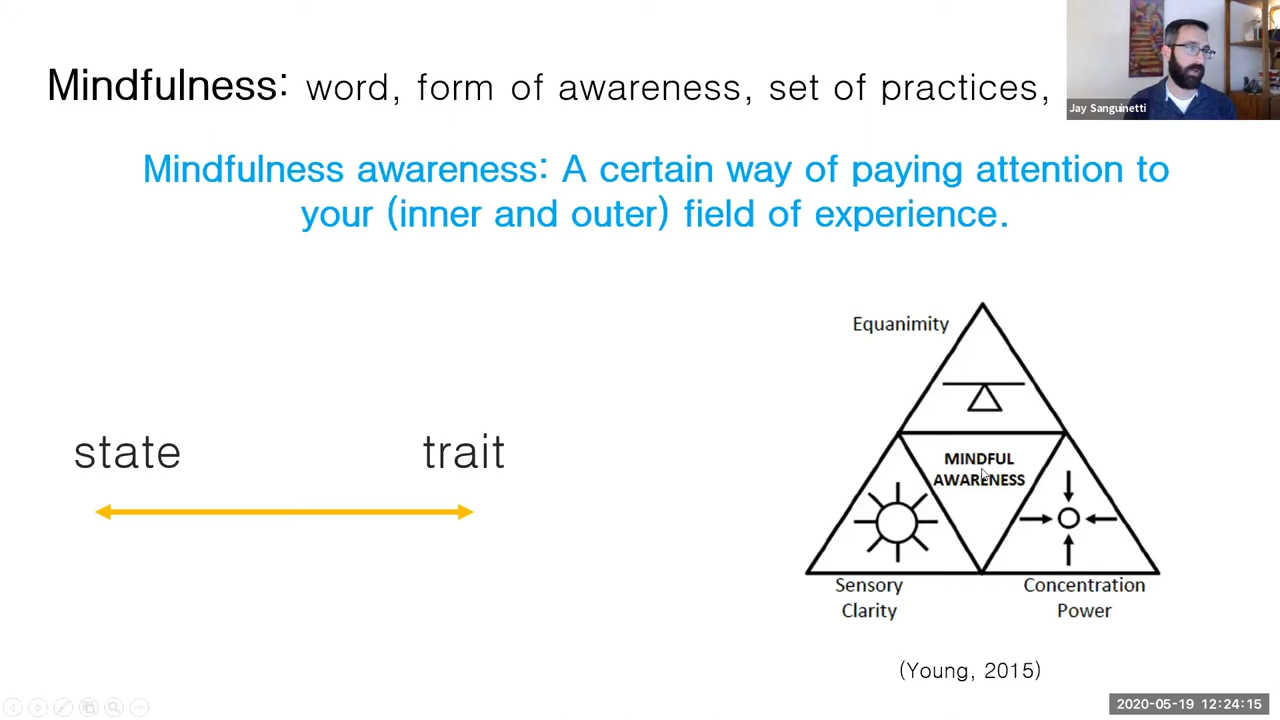 Mindfulness: word, form of awareness, set of practices,
Jay Sanguinetti
Mindfulness awareness: A certain way of paying attention to
your (inner and outer) field of experience.
state
trait
Equanimity
MINDFUL
AWARENESS
Sensory
Clarity
Concentration
Power
(Young, 2015)
2020-05-19 12:24:15